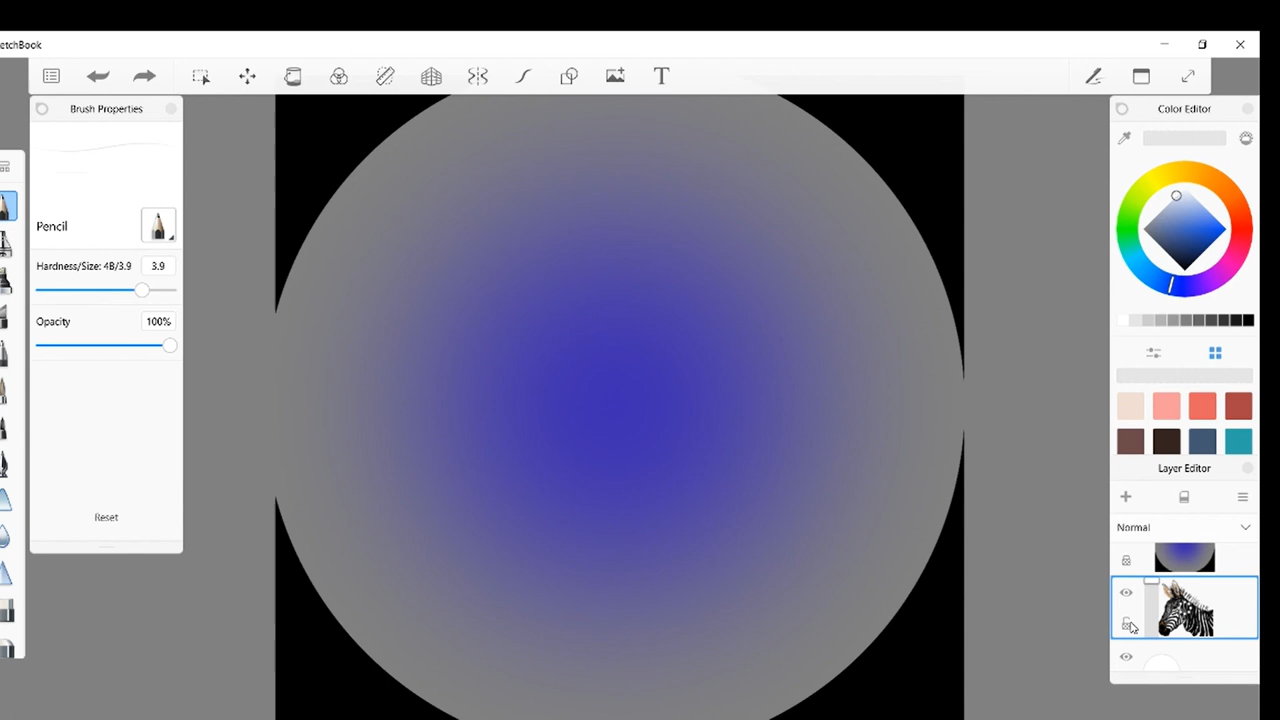 etchBook
T
Brush Properties
Color Editor
Pencil
Hardness/Size: 4B/3.9
3.9
Opacity
100%
Reset
Layer Editor
Normal